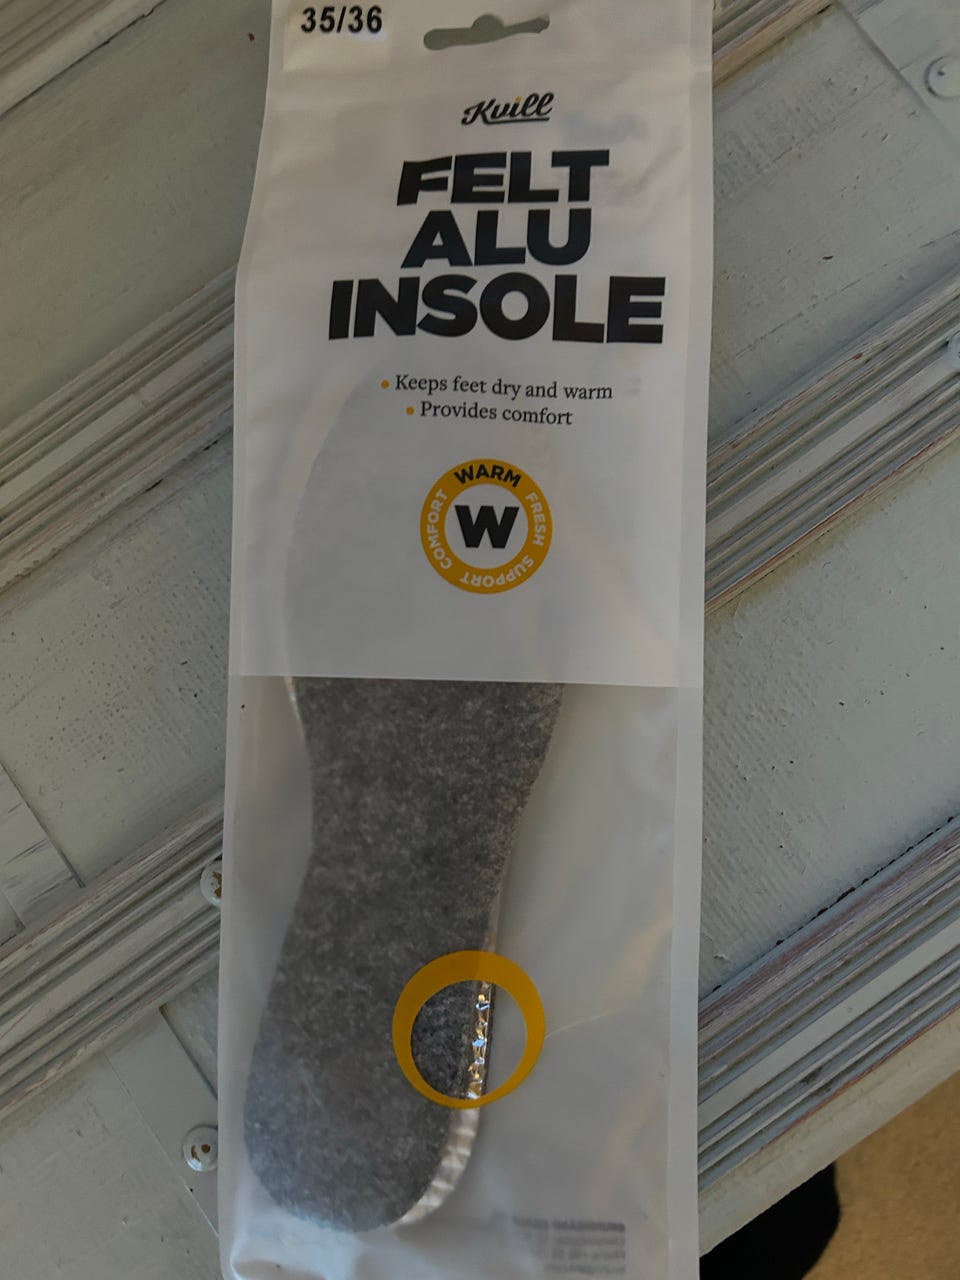 35/36
Kvill
FELT
ALU
INSOLE
• Keeps feet dry and warm
• Provides comfort
WARM
FRESH
SUPPORT
COMFORT
W